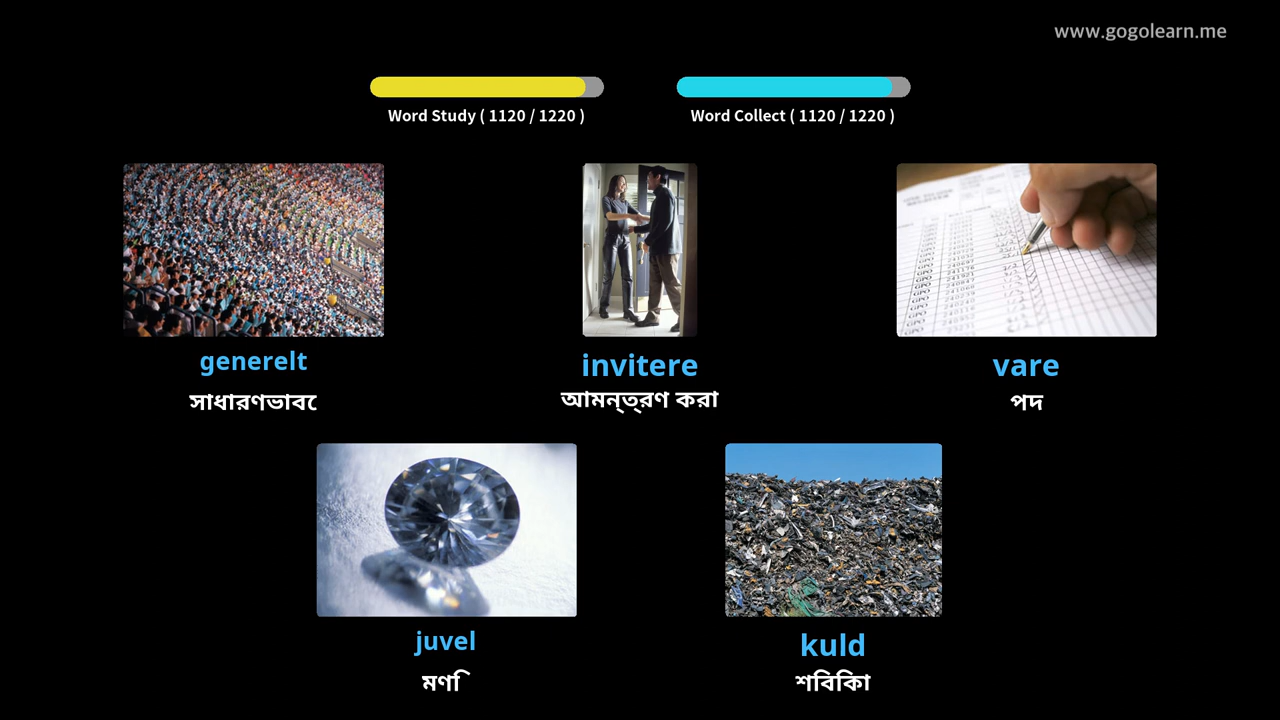 www.gogolearn.me
Word Study ( 1120 / 1220 )
Word Collect ( 1120 / 1220 )
generelt
সাধারণভাবে
invitere
আমন্ত্রণ করা
vare
পদ
juvel
মণি
kuld
শিবিকা